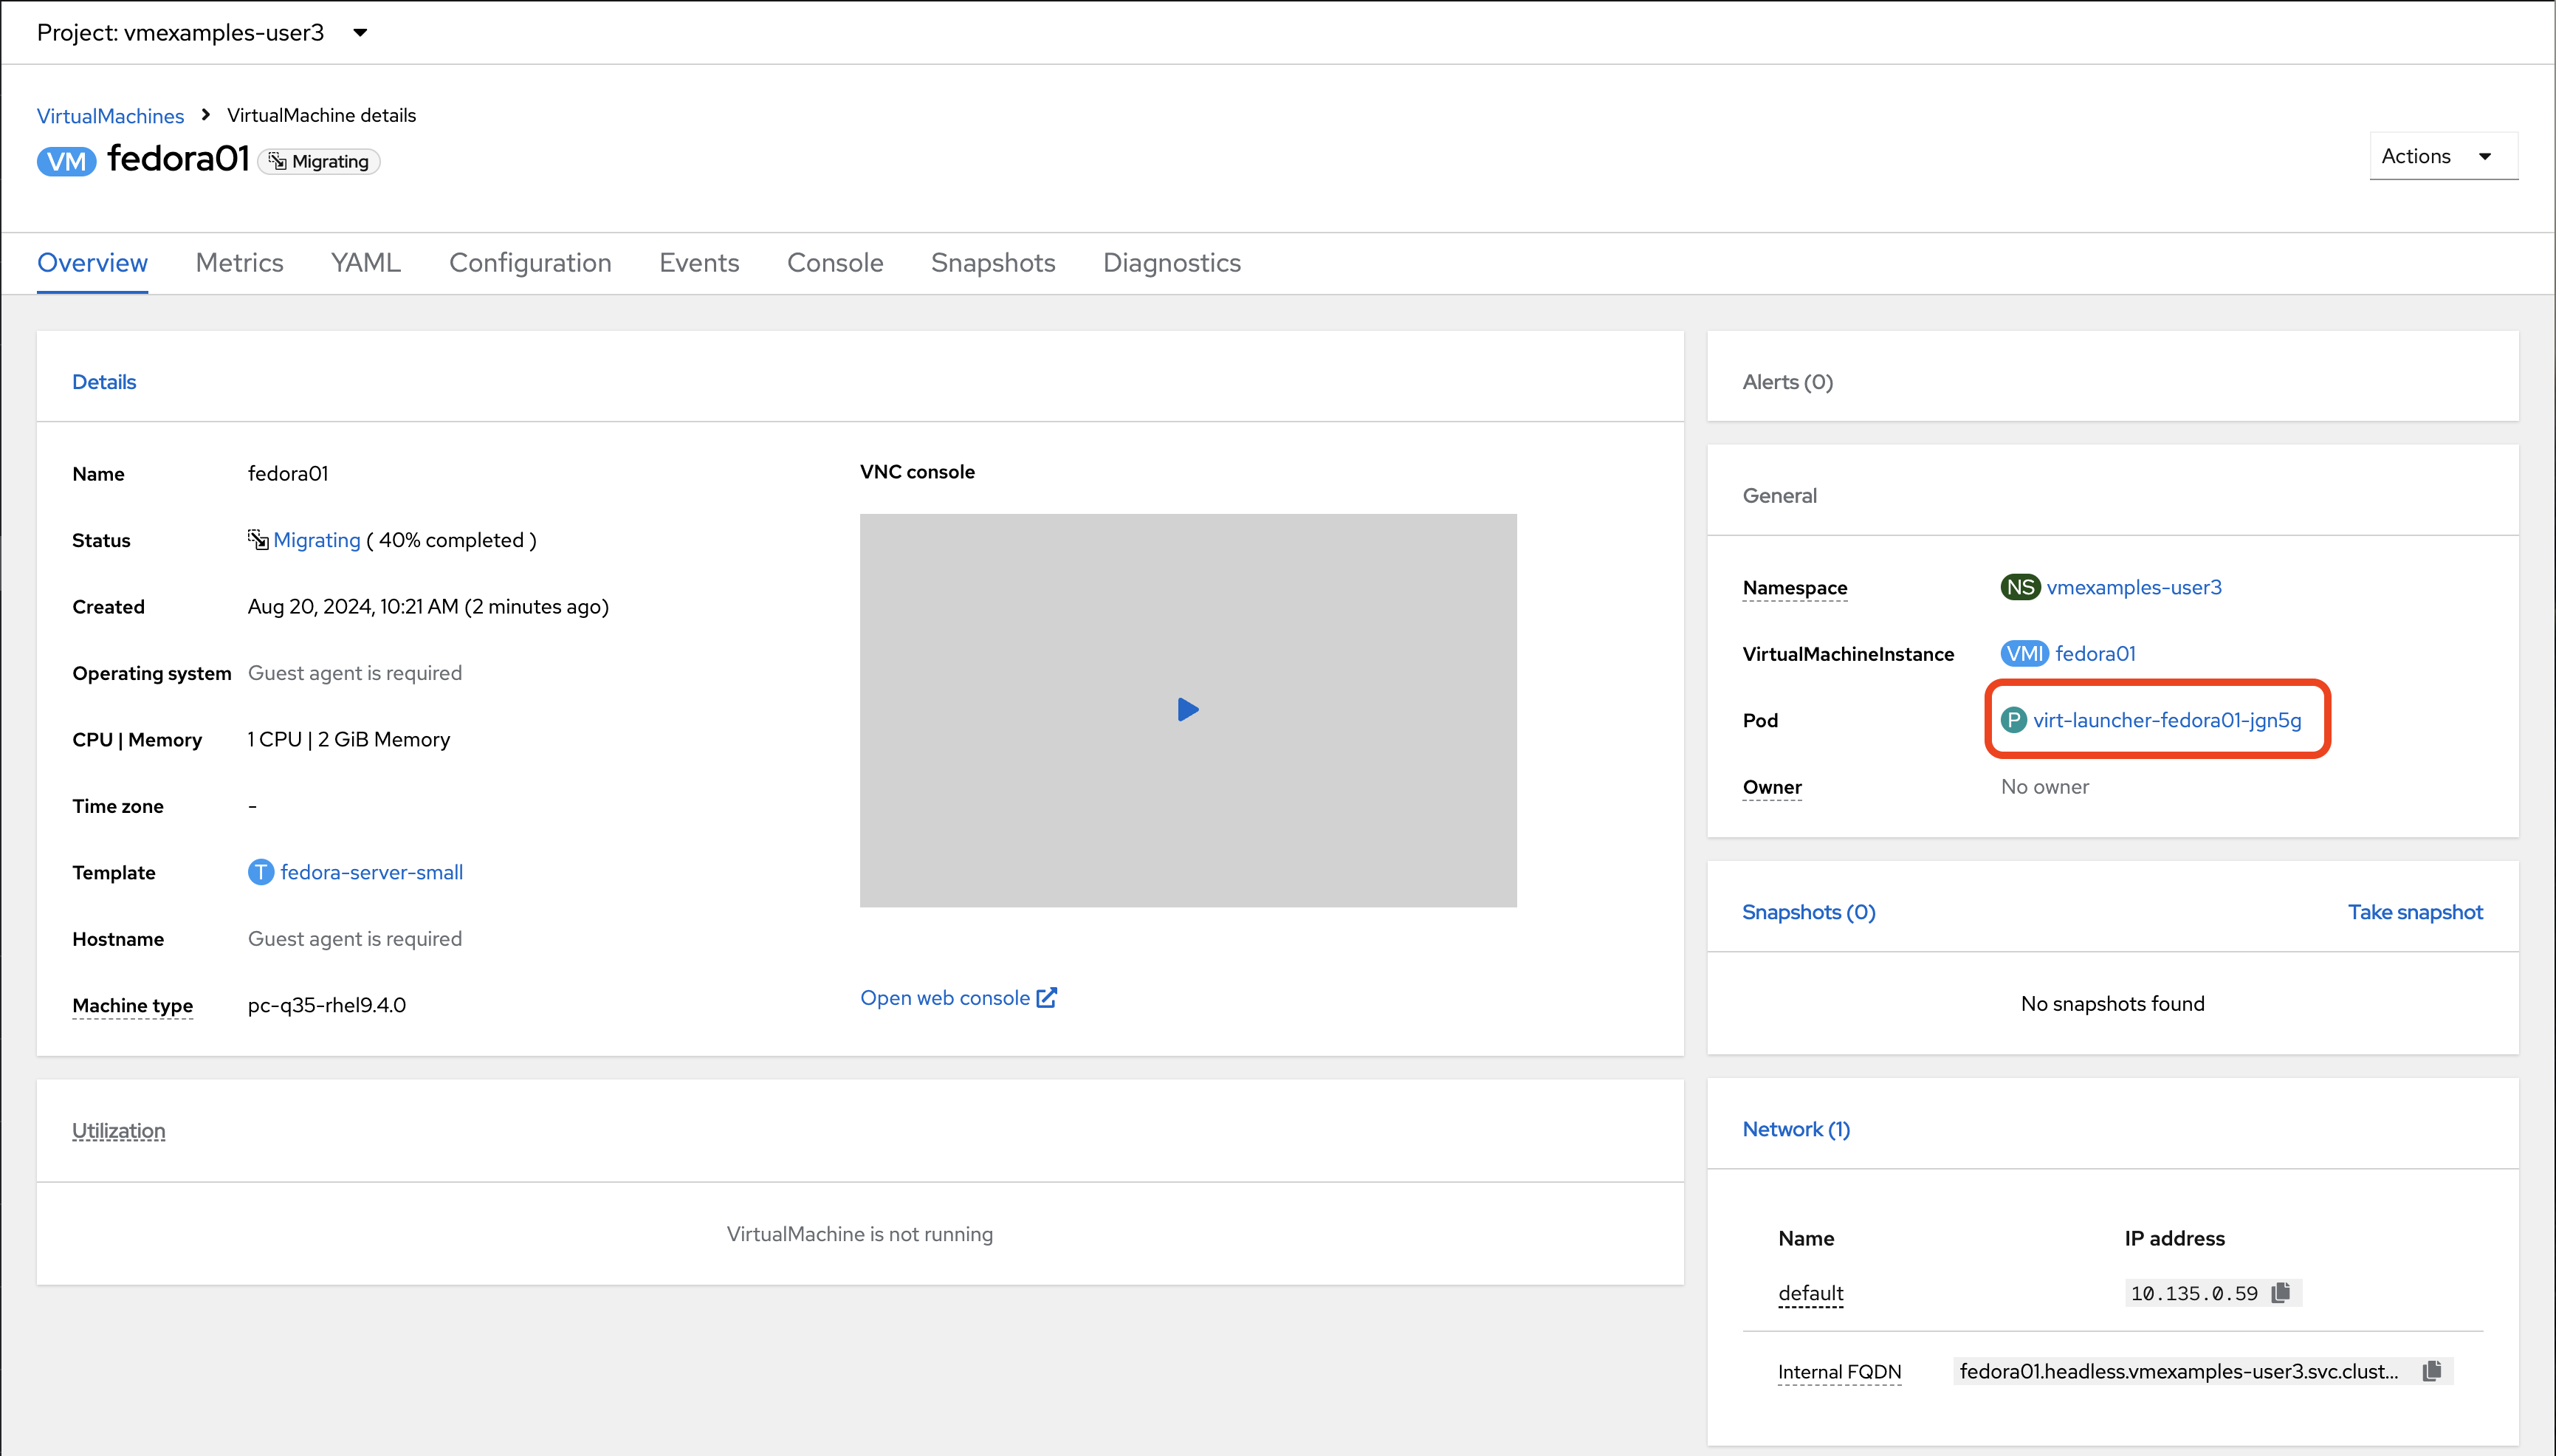 Project: vmexamples-user3
VirtualMachines > VirtualMachine details
VM fedora01 Migrating
Actions
Overview Metrics YAML Configuration Events Console Snapshots Diagnostics
Details
Name fedora01
Status Migrating ( 40% completed )
Created Aug 20, 2024, 10:21 AM (2 minutes ago)
Operating system Guest agent is required
CPU | Memory 1 CPU | 2 GiB Memory
Time zone -
Template T fedora-server-small
Hostname Guest agent is required
Machine type pc-q35-rhel9.4.0
VNC console
Open web console
Utilization
VirtualMachine is not running
Alerts (0)
General
Namespace NS vmexamples-user3
VirtualMachineInstance VMI fedora01
Pod P virt-launcher-fedora01-jgn5g
Owner No owner
Snapshots (0) Take snapshot
No snapshots found
Network (1)
Name IP address
default 10.135.0.59
Internal FQDN fedora01.headless.vmexamples-user3.svc.clust...